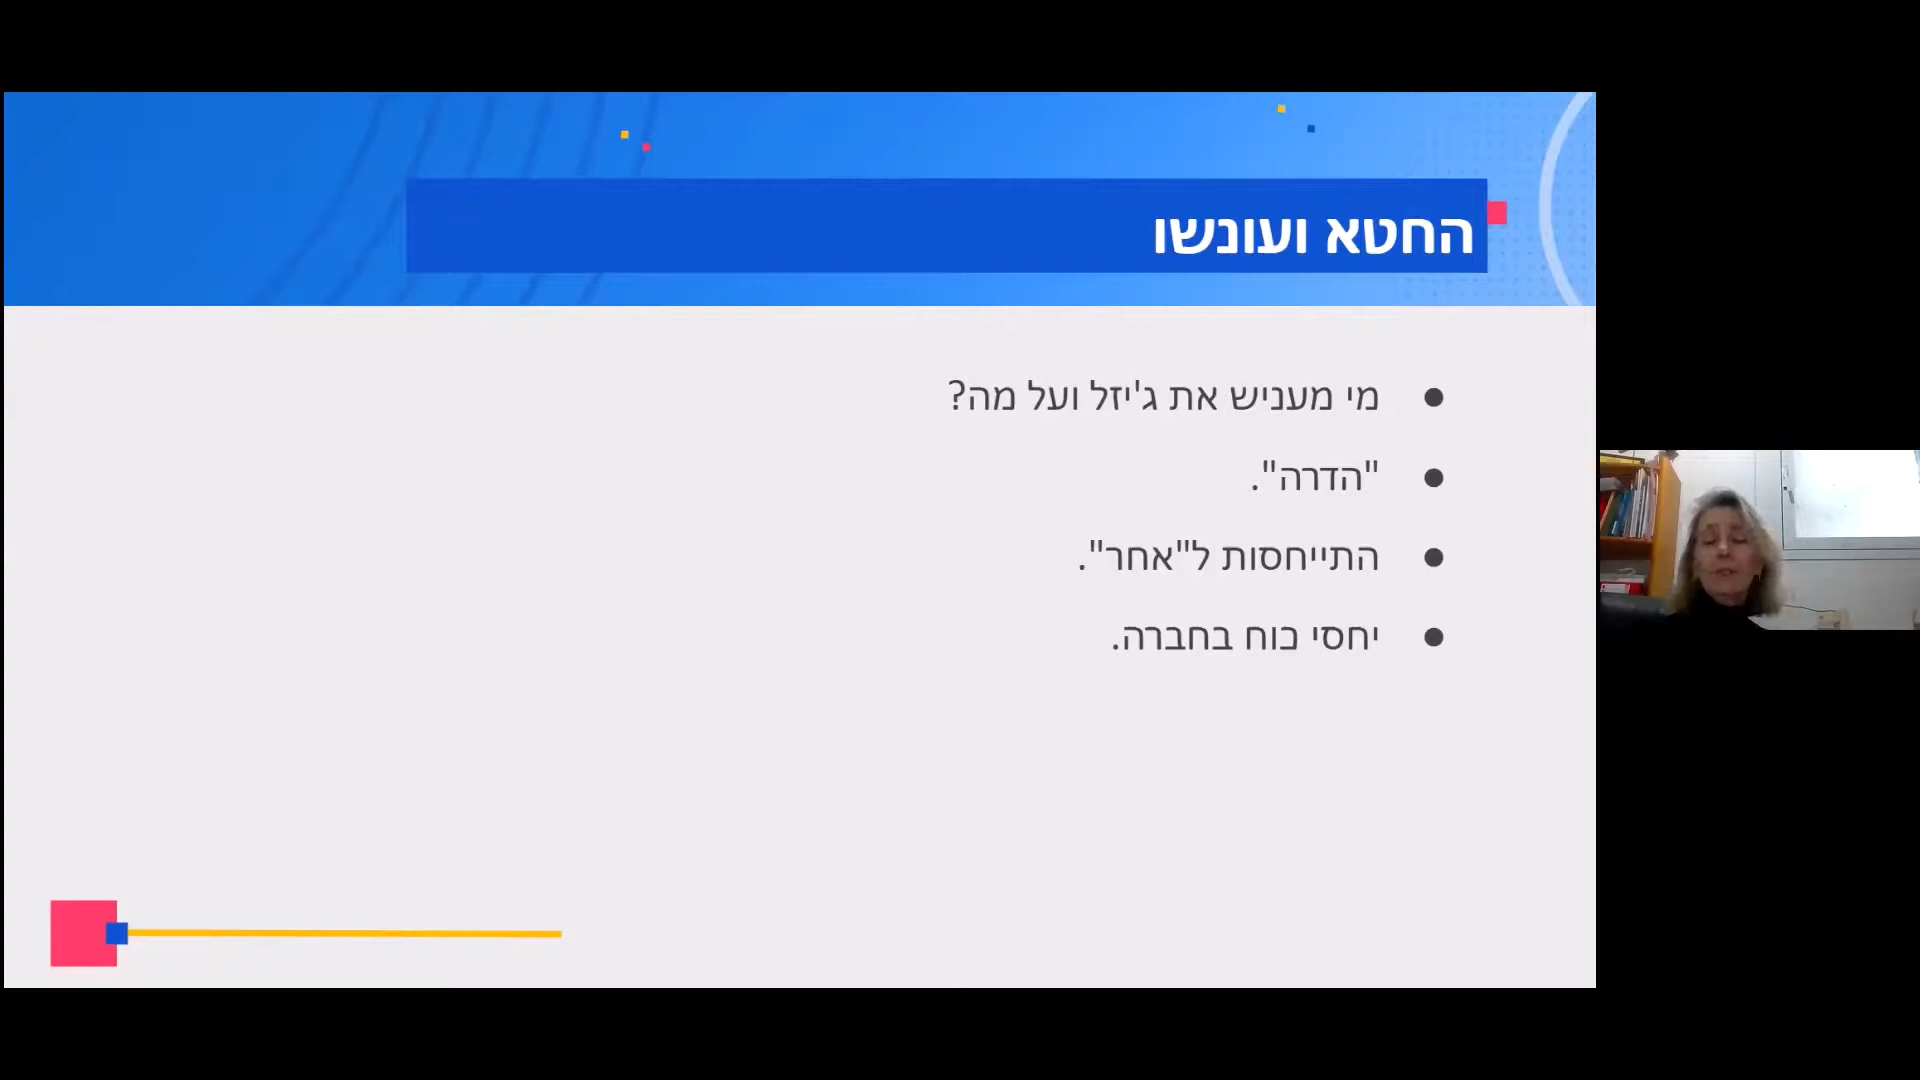 החטא ועונשו
● מי מעניש את ג'יזל ועל מה?
● "הדרה".
● התייחסות ל"אחר".
● יחסי כוח בחברה.